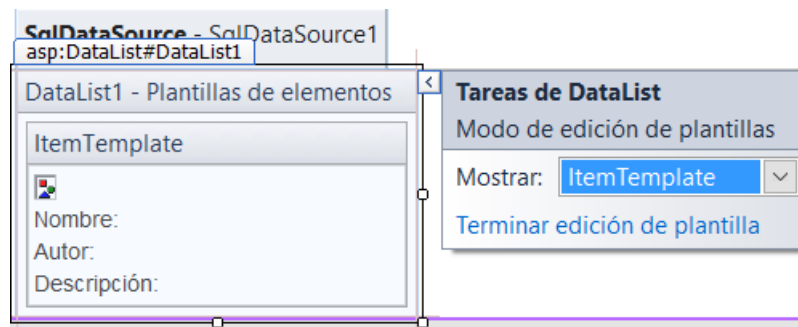 SqlDataSource - SqlDataSource1
asp:DataList#DataList1
DataList1 - Plantillas de elementos
ItemTemplate
Nombre:
Autor:
Descripción:
Tareas de DataList
Modo de edición de plantillas
Mostrar: ItemTemplate
Terminar edición de plantilla